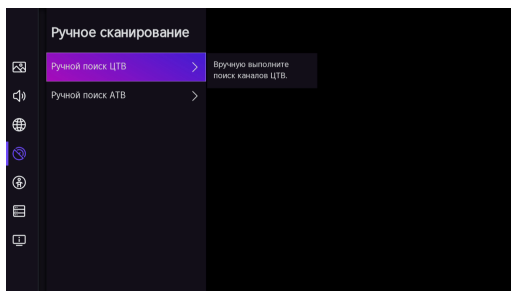 Ручное сканирование
Ручной поиск ЦТВ
Вручную выполните
поиск каналов ЦТВ.
Ручной поиск АТВ